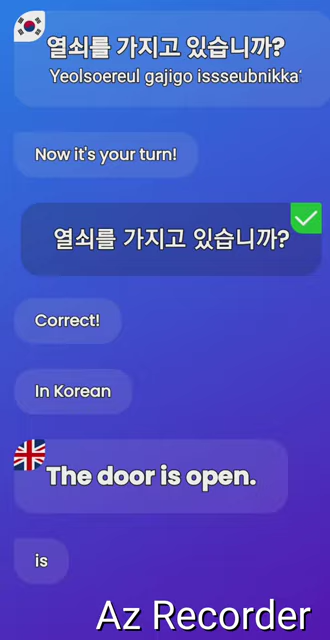 열쇠를 가지고 있습니까?
Yeolsoereul gajigo issseubnikka?
Now it's your turn!
열쇠를 가지고 있습니까?
Correct!
In Korean
The door is open.
is
Az Recorder